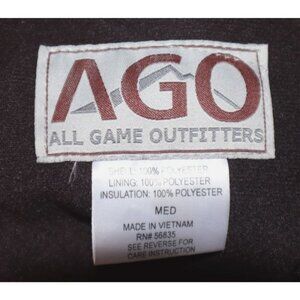 AGO
ALL GAME OUTFITTERS
SHELL: 100% POLYESTER
LINING: 100% POLYESTER
INSULATION: 100% POLYESTER
MED
MADE IN VIETNAM
RN# 56835
SEE REVERSE FOR
CARE INSTRUCTION